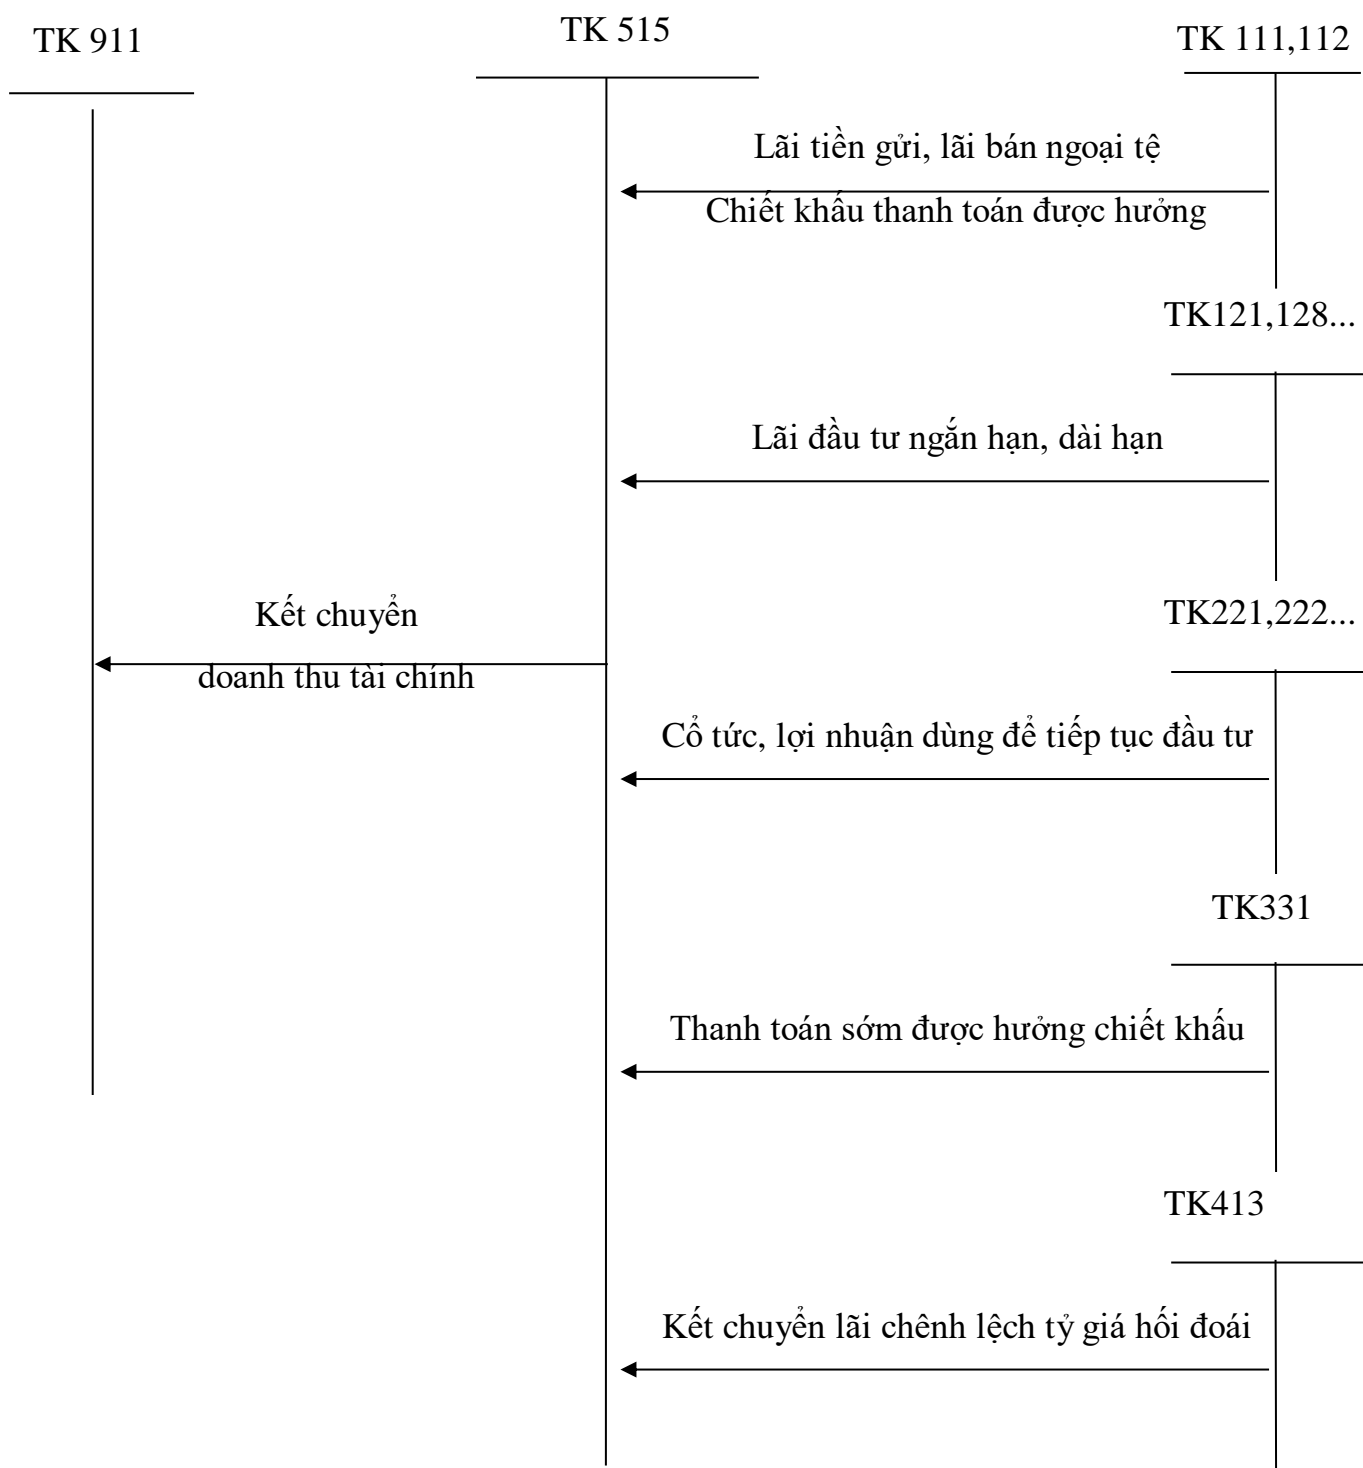 TK 911
TK 515
TK 111,112
Lãi tiền gửi, lãi bán ngoại tệ
Chiết khấu thanh toán được hưởng
TK121,128...
Lãi đầu tư ngắn hạn, dài hạn
Kết chuyển
doanh thu tài chính
TK221,222...
Cổ tức, lợi nhuận dùng để tiếp tục đầu tư
TK331
Thanh toán sớm được hưởng chiết khấu
TK413
Kết chuyển lãi chênh lệch tỷ giá hối đoái